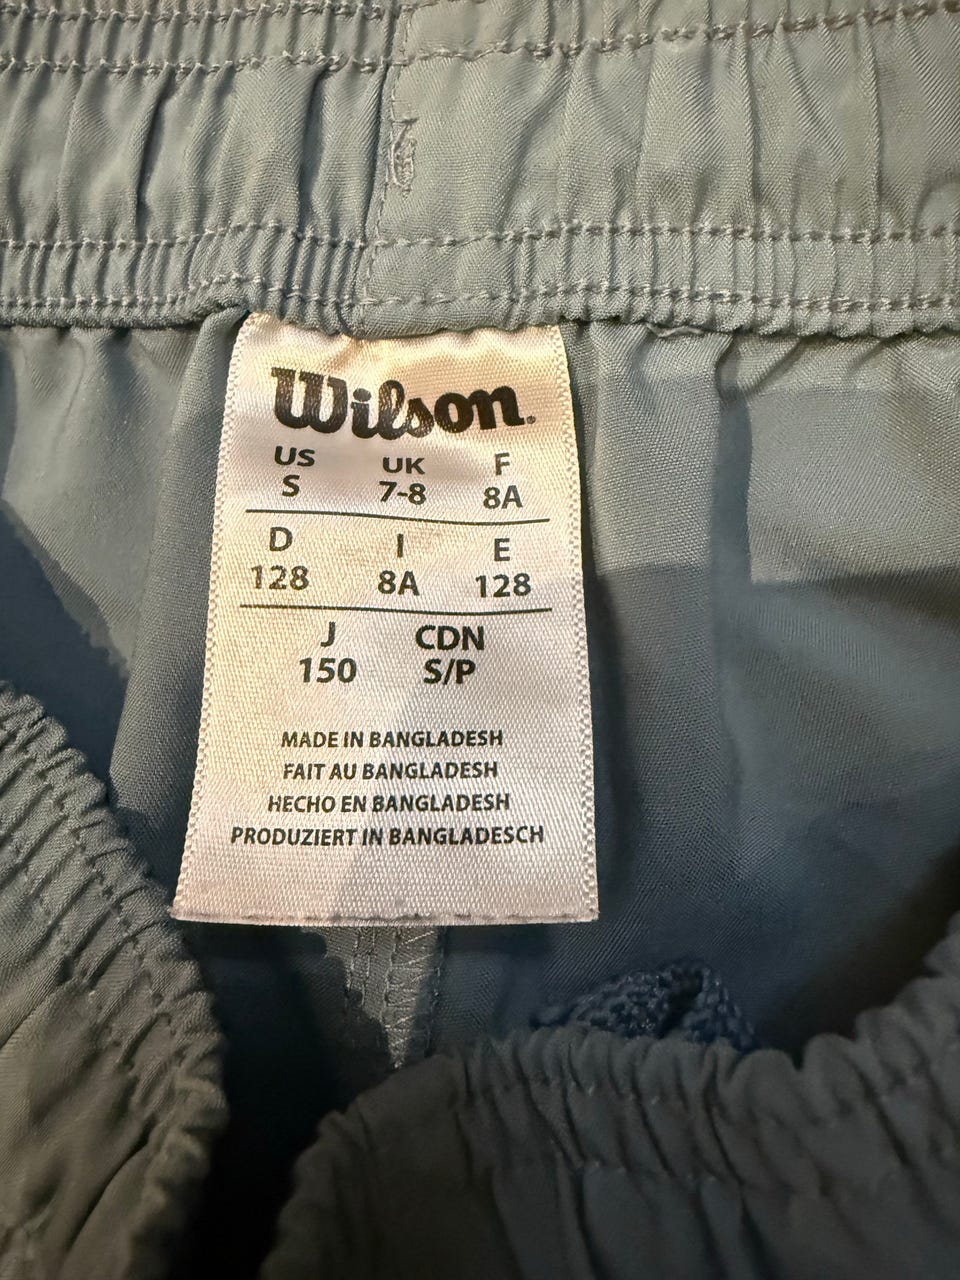 Wilson.
US UK F
S 7-8 8A
D I E
128 8A 128
J CDN
150 S/P
MADE IN BANGLADESH
FAIT AU BANGLADESH
HECHO EN BANGLADESH
PRODUZIERT IN BANGLADESCH